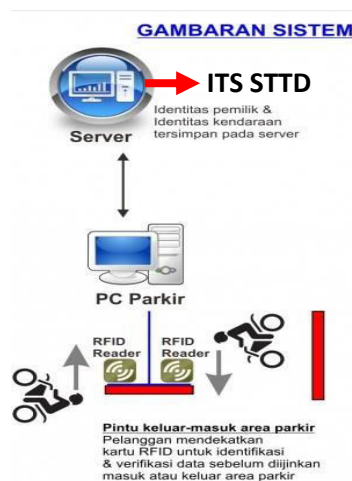 GAMBARAN SISTEM
ITS STTD
Identitas pemilik &
Identitas kendaraan
tersimpan pada server
Server
PC Parkir
RFID
Reader
RFID
Reader
Pintu keluar-masuk area parkir
Pelanggan mendekatkan
kartu RFID untuk identifikasi
& verifikasi data sebelum diijinkan
masuk atau keluar area parkir